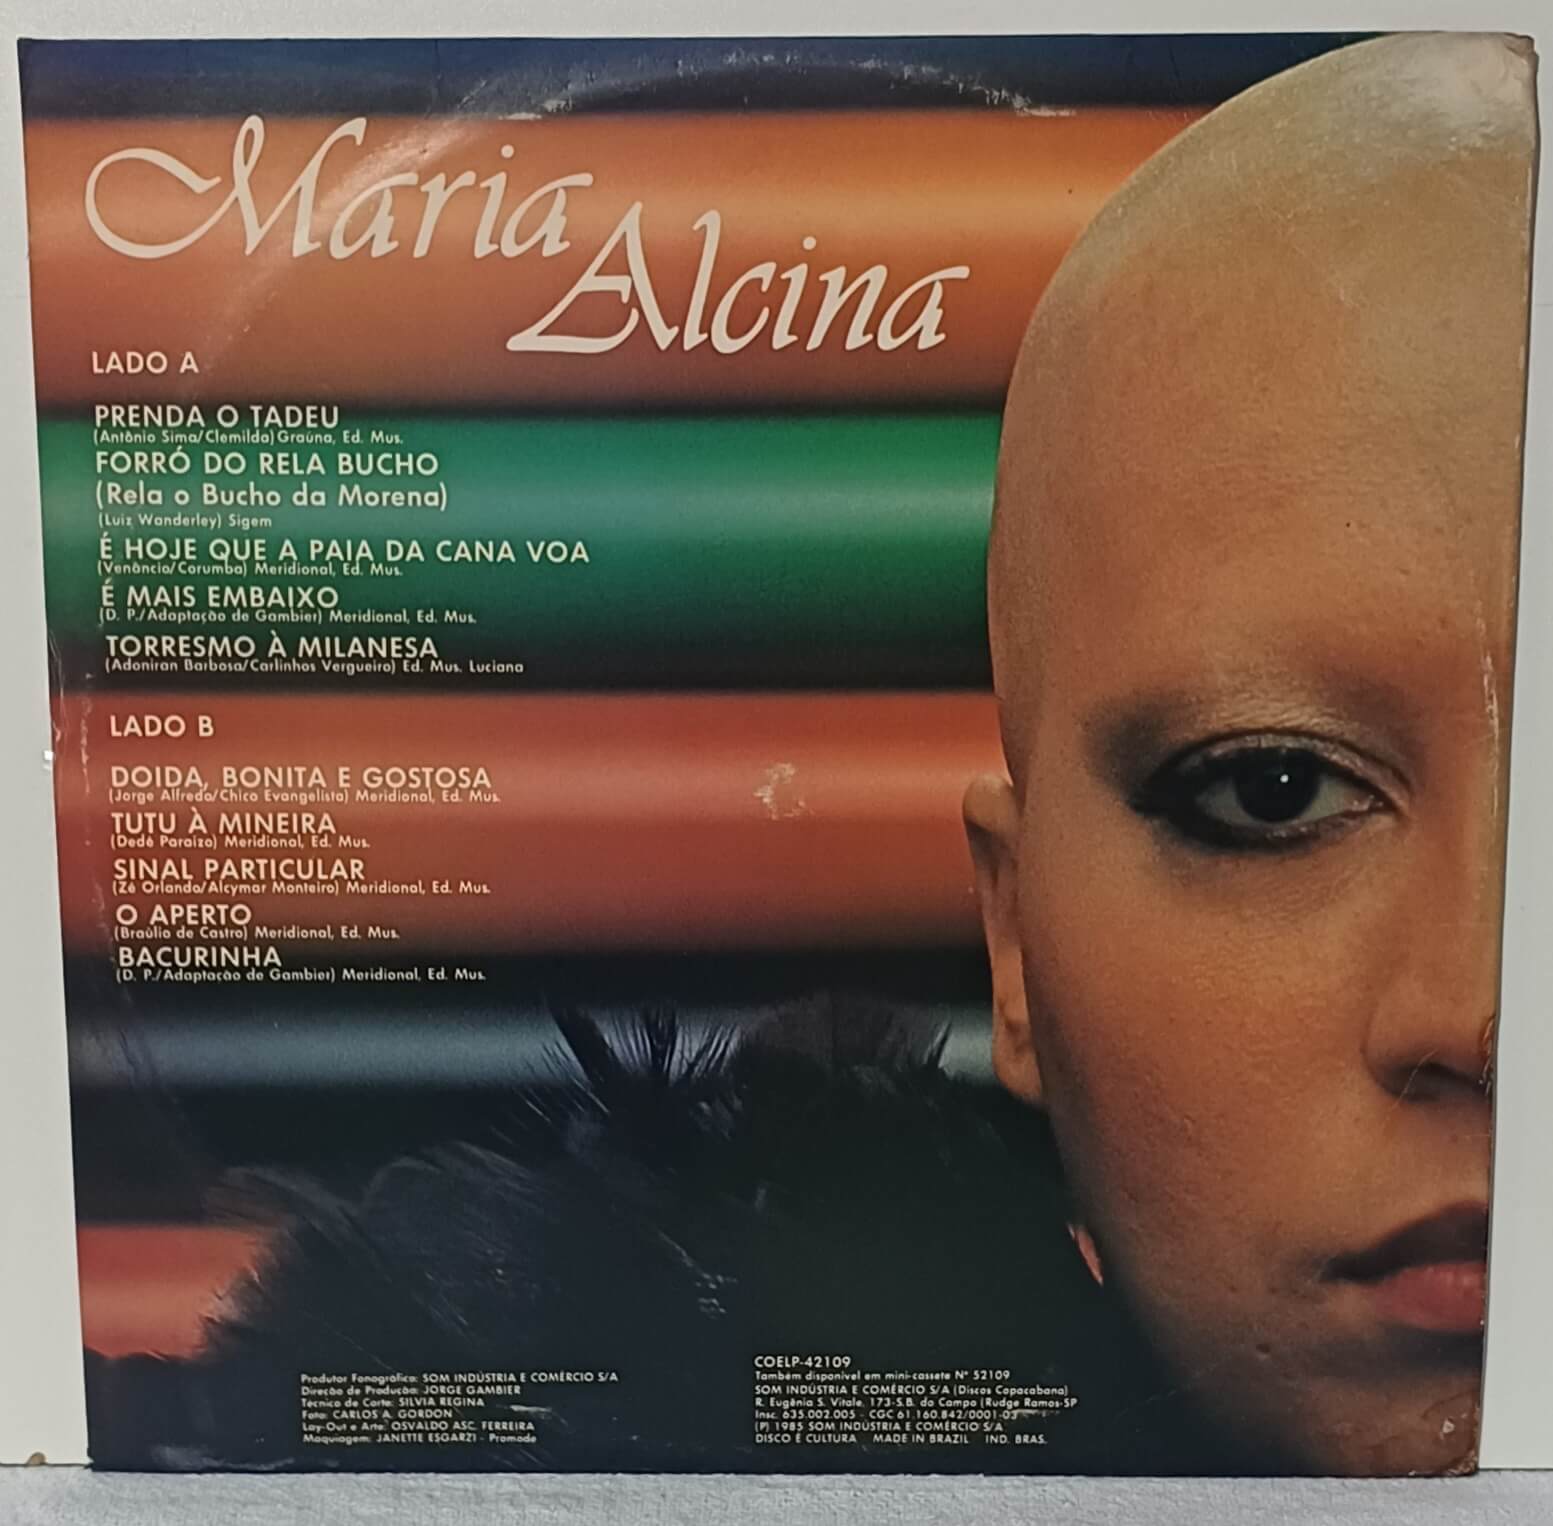 Maria
Alcina
LADO A
PRENDA O TADEU
(Antônio Sima/Clemilda) Graúna, Ed. Mus.
FORRÓ DO RELA BUCHO
(Rela o Bucho da Morena)
(Luiz Wanderley) Sigem
É HOJE QUE A PAIA DA CANA VOA
(Venâncio/Corumba) Meridional, Ed. Mus.
É MAIS EMBAIXO
(D. P./Adaptação de Gambier) Meridional, Ed. Mus.
TORRESMO À MILANESA
(Adoniran Barbosa/Carlinhos Vergueiro) Ed. Mus. Luciana
LADO B
DOIDA, BONITA E GOSTOSA
(Jorge Alfredo/Chico Evangelista) Meridional, Ed. Mus.
TUTU À MINEIRA
(Dedé Paraízo) Meridional, Ed. Mus.
SINAL PARTICULAR
(Zé Orlando/Alcymar Monteiro) Meridional, Ed. Mus.
O APERTO
(Braúlio de Castro) Meridional, Ed. Mus.
BACURINHA
(D. P./Adaptação de Gambier) Meridional, Ed. Mus.
Produtor Fonográfico: SOM INDÚSTRIA E COMÉRCIO S/A
Direção de Produção: JORGE GAMBIER
Técnico de Corte: SILVIA REGINA
Foto: CARLOS A. GORDON
Lay-Out e Arte: OSVALDO ASC. FERREIRA
Maquiagem: JANETTE ESGARZI - Promode
COELP-42109
Também disponível em mini-cassete Nº 52109
SOM INDÚSTRIA E COMÉRCIO S/A (Discos Copacabana)
R. Eugênia S. Vitale, 173-S.B. do Campo (Rudge Ramos-SP
Insc. 635.002.005 - CGC 61.160.842/0001-03
(P) 1985 SOM INDÚSTRIA E COMÉRCIO S/A
DISCO É CULTURA MADE IN BRAZIL IND. BRAS.